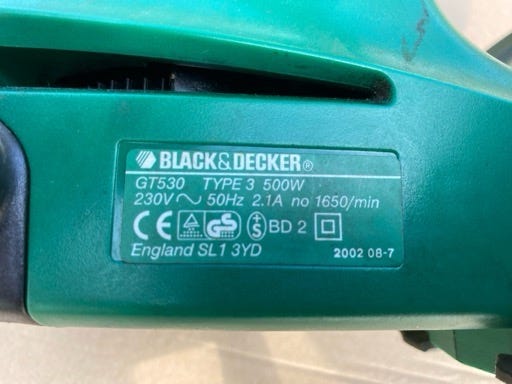 BLACK&DECKER®
GT530 TYPE 3 500W
230V ~ 50Hz 2.1A no 1650/min
CE GS S BD 2
England SL1 3YD 2002 08-7